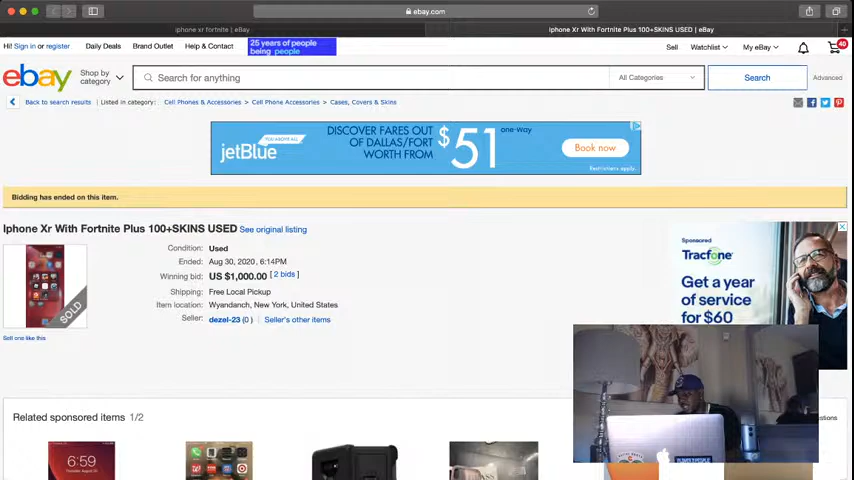 ebay.com
iphone xr fortnite | eBay
iphone Xr With Fortnite Plus 100+SKINS USED | eBay
Hi! Sign in or register
Daily Deals
Brand Outlet
Help & Contact
25 years of people
being people
Sell
Watchlist
My eBay
40
ebay
Shop by
category
Search for anything
All Categories
Search
Advanced
Back to search results
Listed in category:
Cell Phones & Accessories > Cell Phone Accessories > Cases, Covers & Skins
YOU ABOVE ALL
jetBlue
DISCOVER FARES OUT
OF DALLAS/FORT
WORTH FROM
$51
one-way
Book now
Restrictions apply.
Bidding has ended on this item.
Iphone Xr With Fortnite Plus 100+SKINS USED
See original listing
SOLD
Condition: Used
Ended: Aug 30, 2020, 6:14PM
Winning bid: US $1,000.00 [ 2 bids ]
Shipping: Free Local Pickup
Item location: Wyandanch, New York, United States
Seller: dezel-23 (0 ) | Seller's other items
Sell one like this
Sponsored
Tracfone
Get a year
of service
for $60
Related sponsored items 1/2
6:59